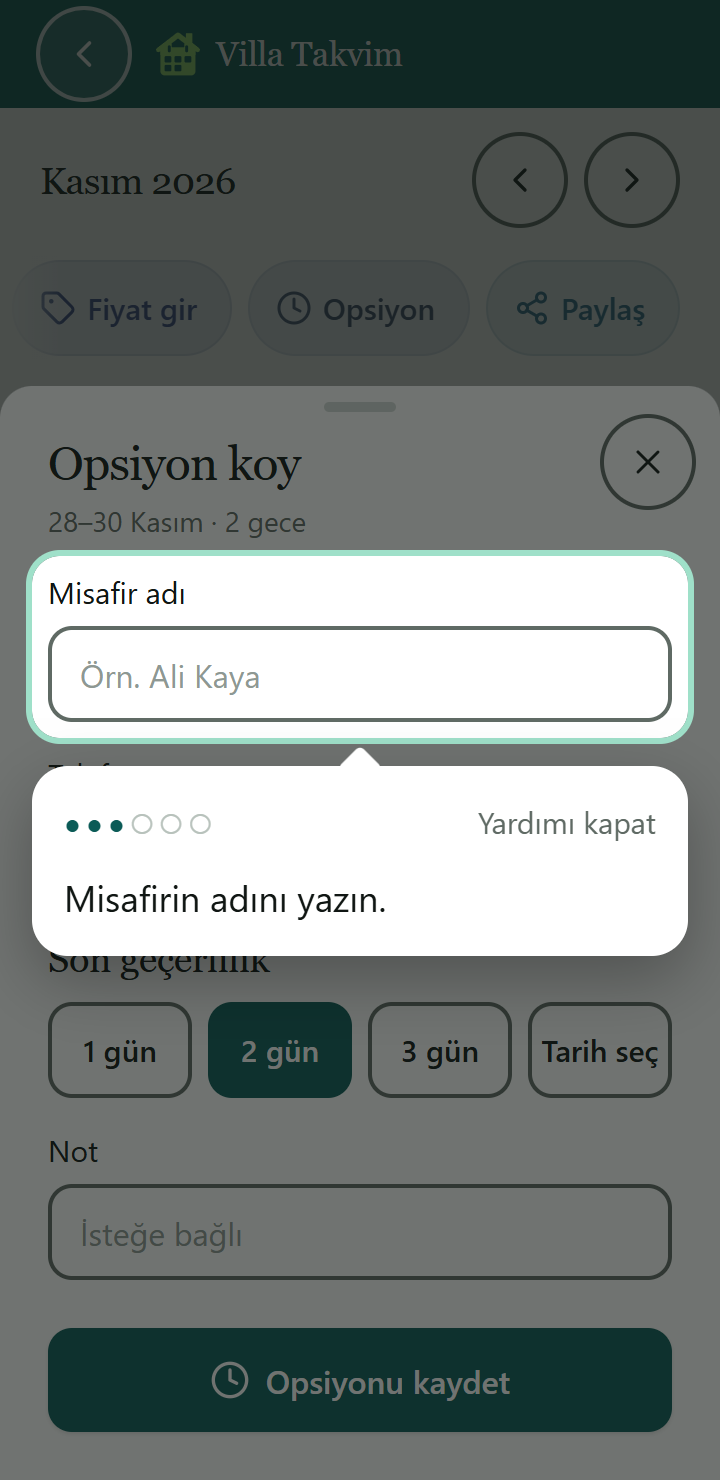 Villa Takvim
Kasım 2026
Fiyat gir
Opsiyon
Paylaş
Opsiyon koy
28–30 Kasım · 2 gece
Misafir adı
Örn. Ali Kaya
Yardımı kapat
Misafirin adını yazın.
Son geçerlilik
1 gün
2 gün
3 gün
Tarih seç
Not
İsteğe bağlı
Opsiyonu kaydet